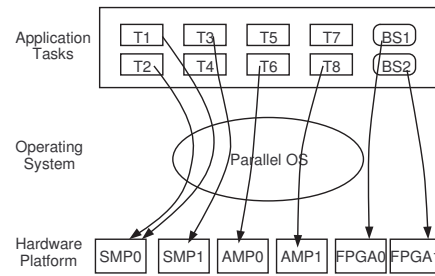 Application Tasks
T1 T3 T5 T7 BS1
T2 T4 T6 T8 BS2
Operating System
Parallel OS
Hardware Platform
SMP0 SMP1 AMP0 AMP1 FPGA0 FPGA1